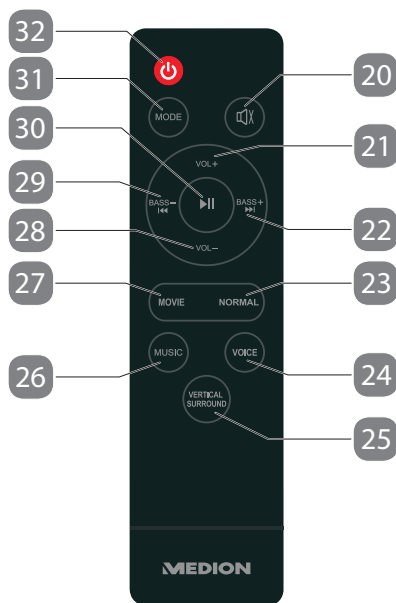 32
31
20
MODE
30
21
VOL+
29
BASS–
BASS+
28
22
VOL–
27
23
MOVIE
NORMAL
26
MUSIC
VOICE
24
VERTICAL
SURROUND
25
MEDION